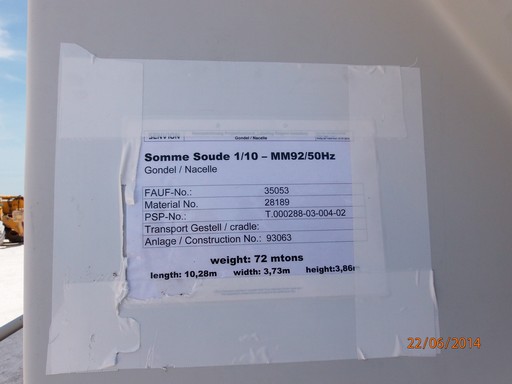 SENVION
Gondel / Nacelle
Somme Soude 1/10 – MM92/50Hz
Gondel / Nacelle
FAUF-No.: 35053
Material No. 28189
PSP-No.: T.000288-03-004-02
Transport Gestell / cradle:
Anlage / Construction No.: 93063
weight: 72 mtons
length: 10,28m width: 3,73m height:3,86m
22/06/2014